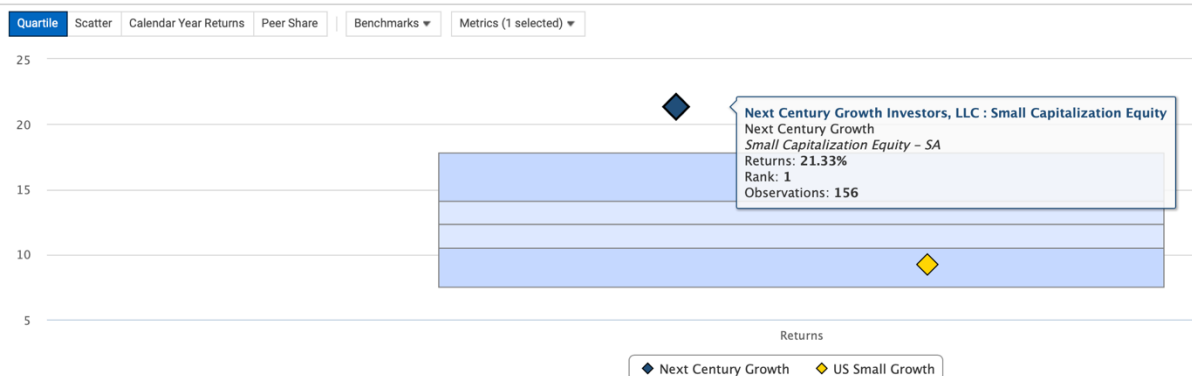 Quartile Scatter Calendar Year Returns Peer Share Benchmarks ▾ Metrics (1 selected) ▾
25
20
15
10
5
Next Century Growth Investors, LLC : Small Capitalization Equity
Next Century Growth
Small Capitalization Equity – SA
Returns: 21.33%
Rank: 1
Observations: 156
Returns
Next Century Growth US Small Growth